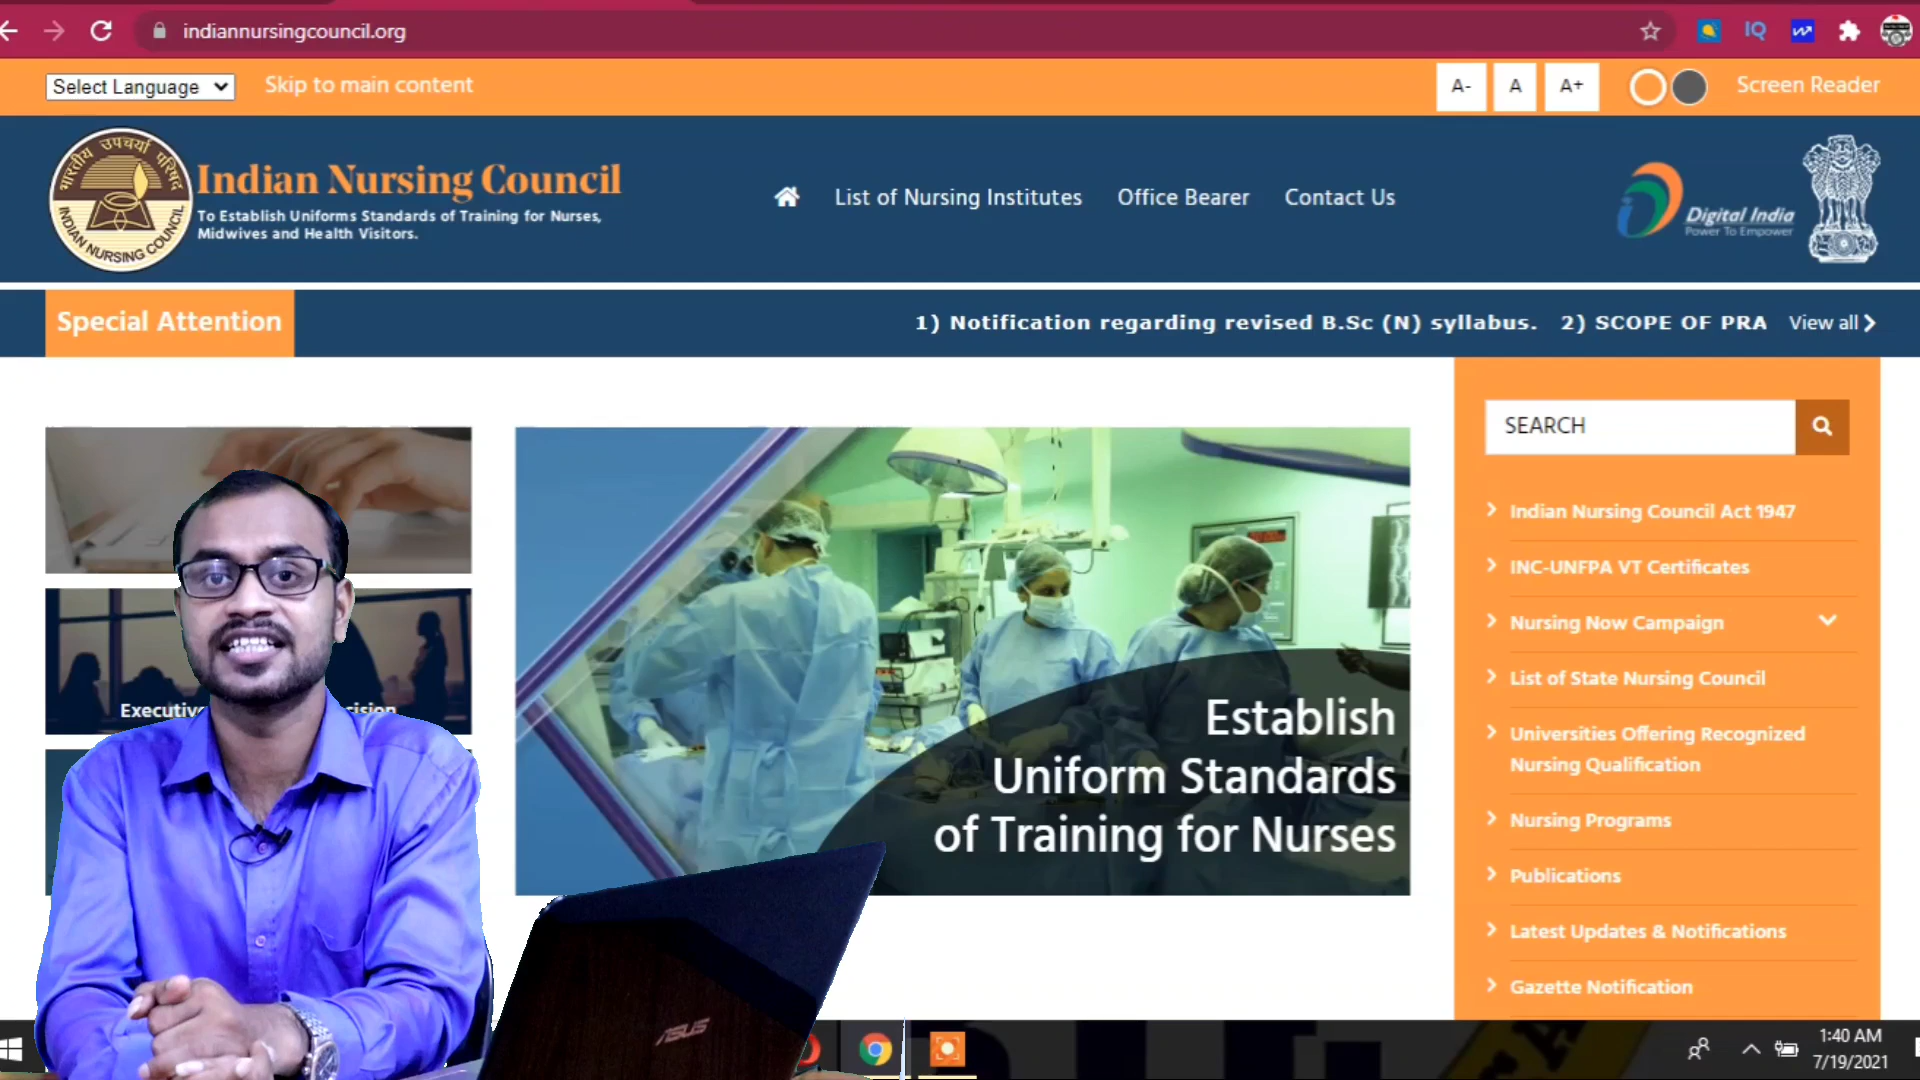 indiannursingcouncil.org
IQ
Select Language
Skip to main content
A-
A
A+
Screen Reader
भारतीय उपचर्या परिषद
INDIAN NURSING COUNCIL
Indian Nursing Council
To Establish Uniforms Standards of Training for Nurses,
Midwives and Health Visitors.
List of Nursing Institutes
Office Bearer
Contact Us
Digital India
Power To Empower
Special Attention
1) Notification regarding revised B.Sc (N) syllabus. 2) SCOPE OF PRA
View all
SEARCH
Indian Nursing Council Act 1947
INC-UNFPA VT Certificates
Nursing Now Campaign
List of State Nursing Council
Universities Offering Recognized
Nursing Qualification
Nursing Programs
Publications
Latest Updates & Notifications
Gazette Notification
Establish
Uniform Standards
of Training for Nurses
ASUS
1:40 AM
7/19/2021